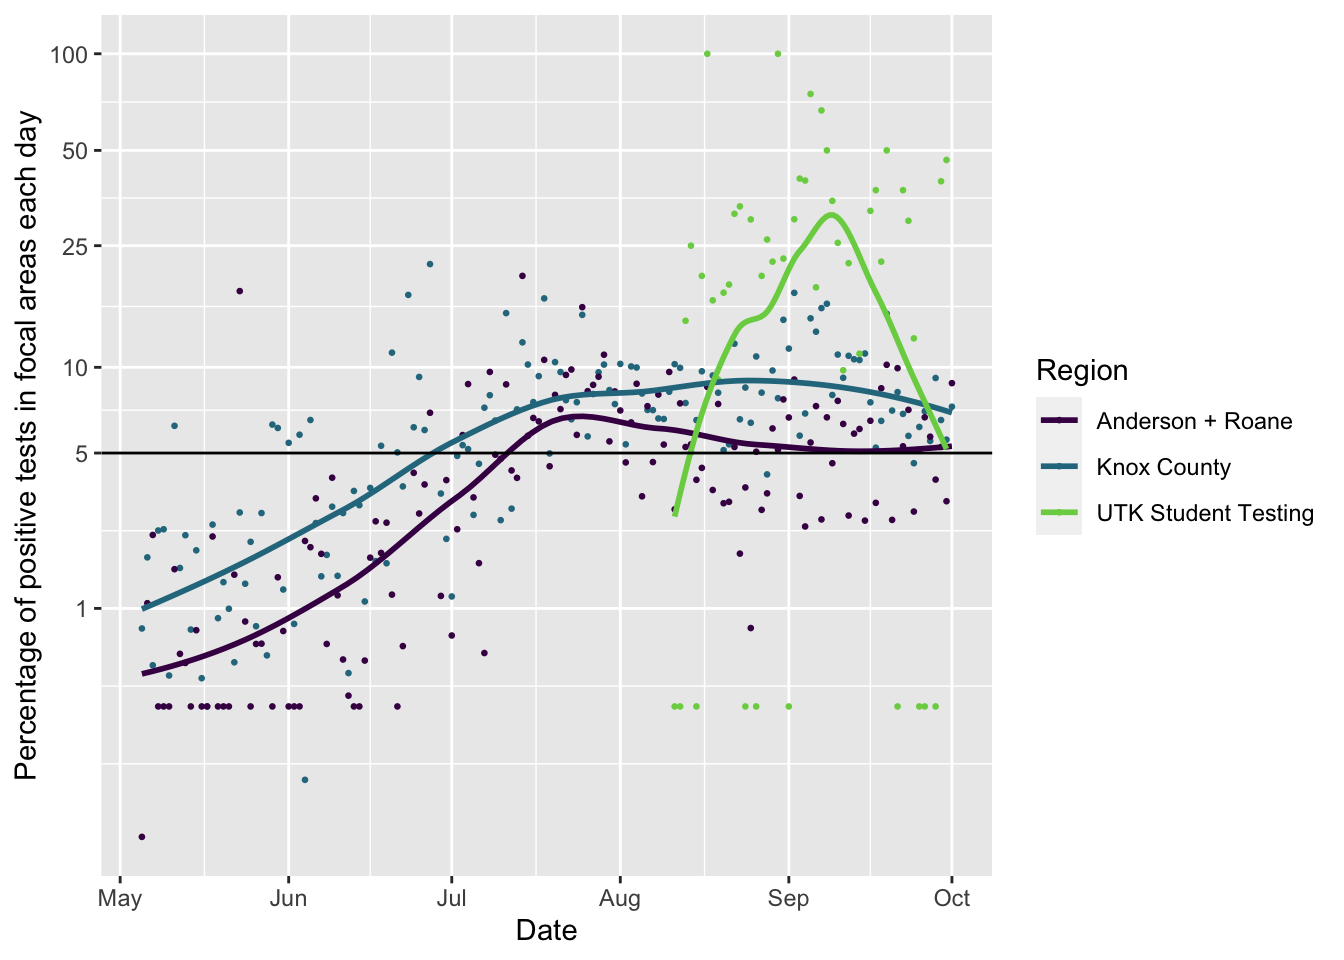 Percentage of positive tests in focal areas each day
100
50
25
10
5
1
May
Jun
Jul
Aug
Sep
Oct
Date
Region
Anderson + Roane
Knox County
UTK Student Testing